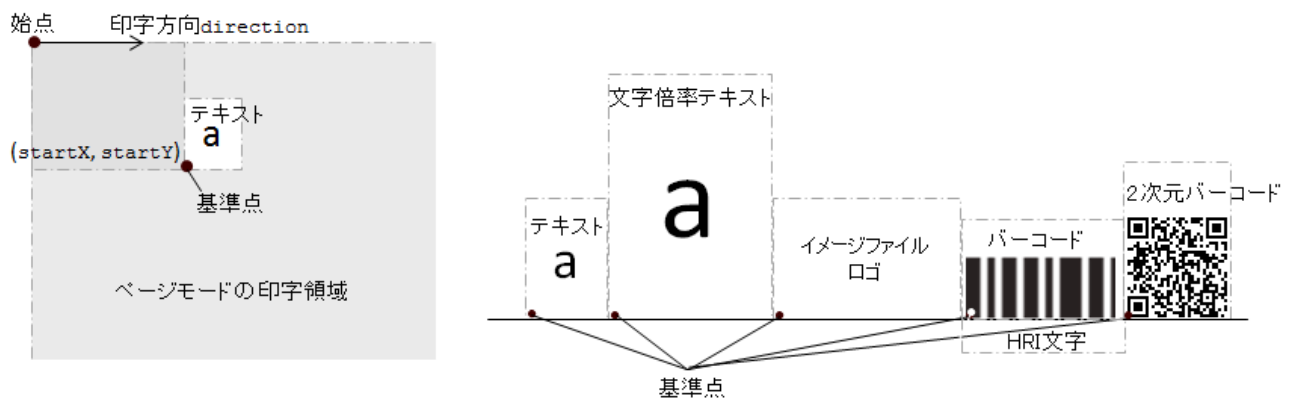 始点
印字方向direction
テキスト
a
(startX, startY)
基準点
ページモードの印字領域
文字倍率テキスト
a
テキスト
a
イメージファイル
ロゴ
バーコード
HRI文字
2次元バーコード
基準点